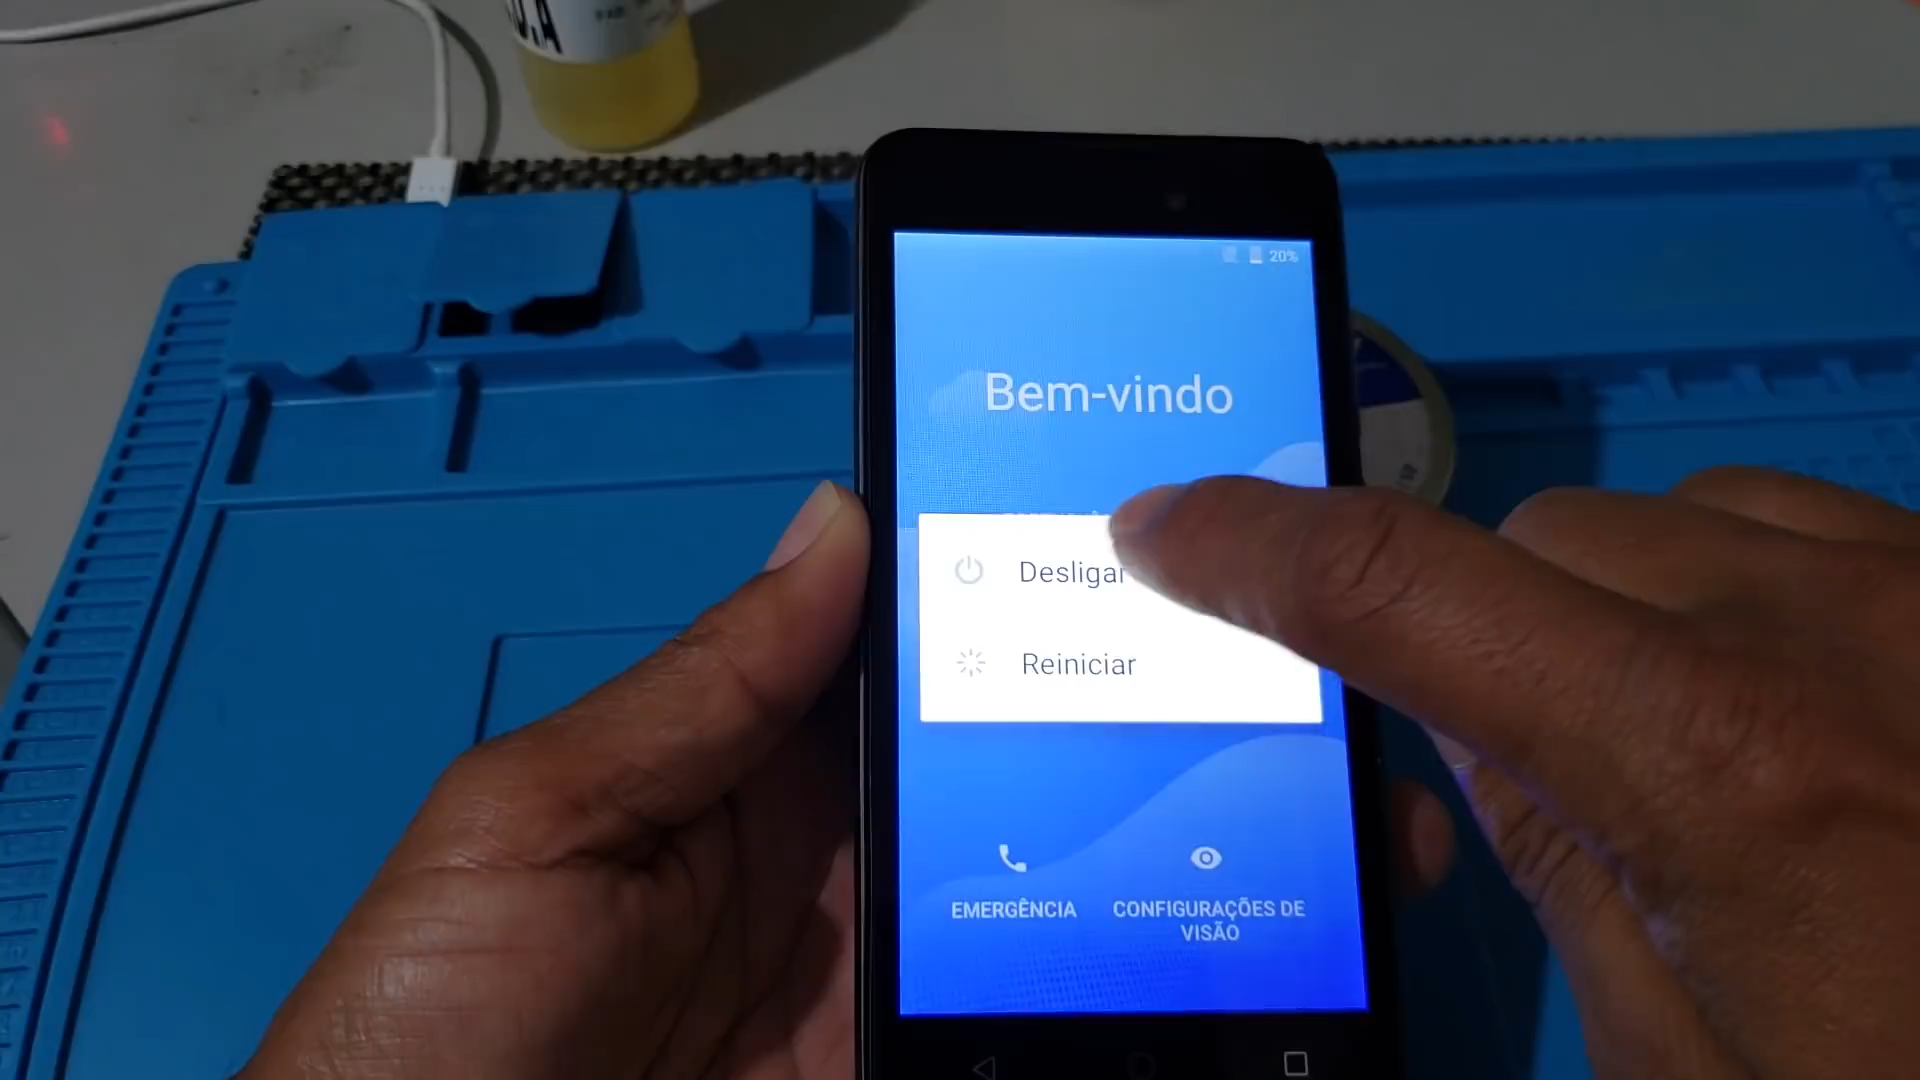 20%
Bem-vindo
Desligar
Reiniciar
EMERGÊNCIA
CONFIGURAÇÕES DE
VISÃO